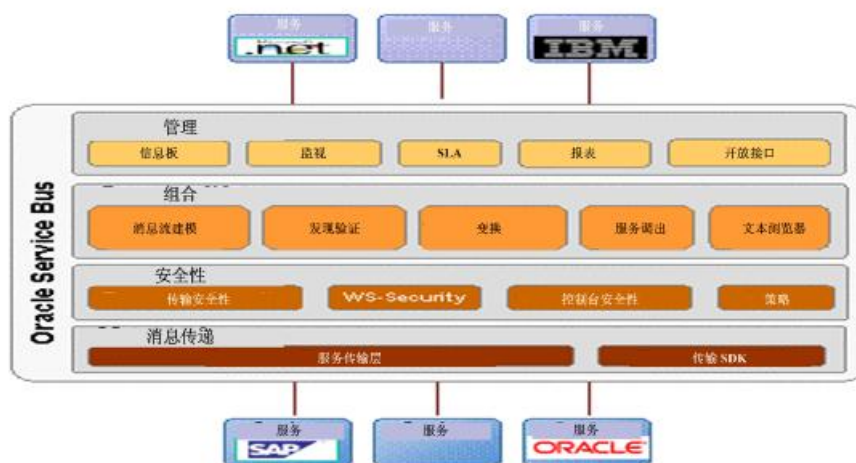 服务
.net
服务
服务
IBM
Oracle Service Bus
管理
信息板
监视
SLA
报表
开放接口
组合
消息流建模
发现验证
变换
服务调出
文本浏览器
安全性
传输安全性
WS-Security
控制台安全性
策略
消息传递
服务传输层
传输 SDK
服务
SAP
服务
服务
ORACLE